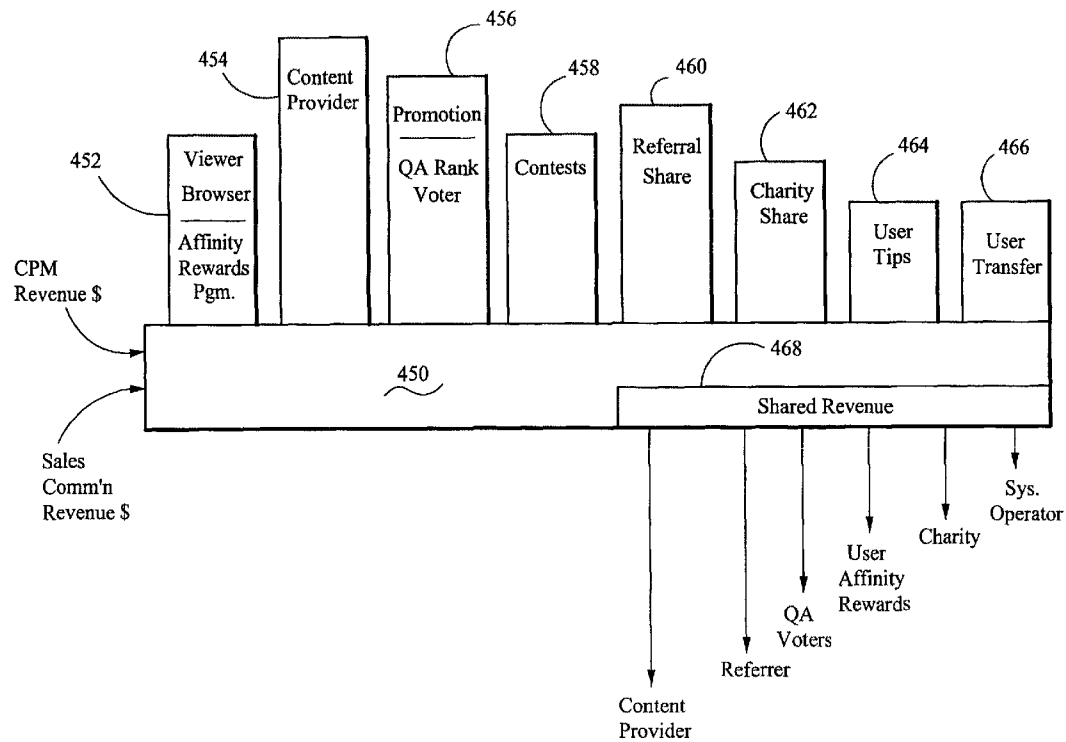 456
454
458
460
Content
Provider
Promotion
QA Rank
Voter
462
452
Viewer
Browser
Affinity
Rewards
Pgm.
Contests
Referral
Share
Charity
Share
464
466
User
Tips
User
Transfer
CPM
Revenue $
450
468
Shared Revenue
Sales
Comm'n
Revenue $
Sys.
Operator
Charity
User
Affinity
Rewards
QA
Voters
Referrer
Content
Provider